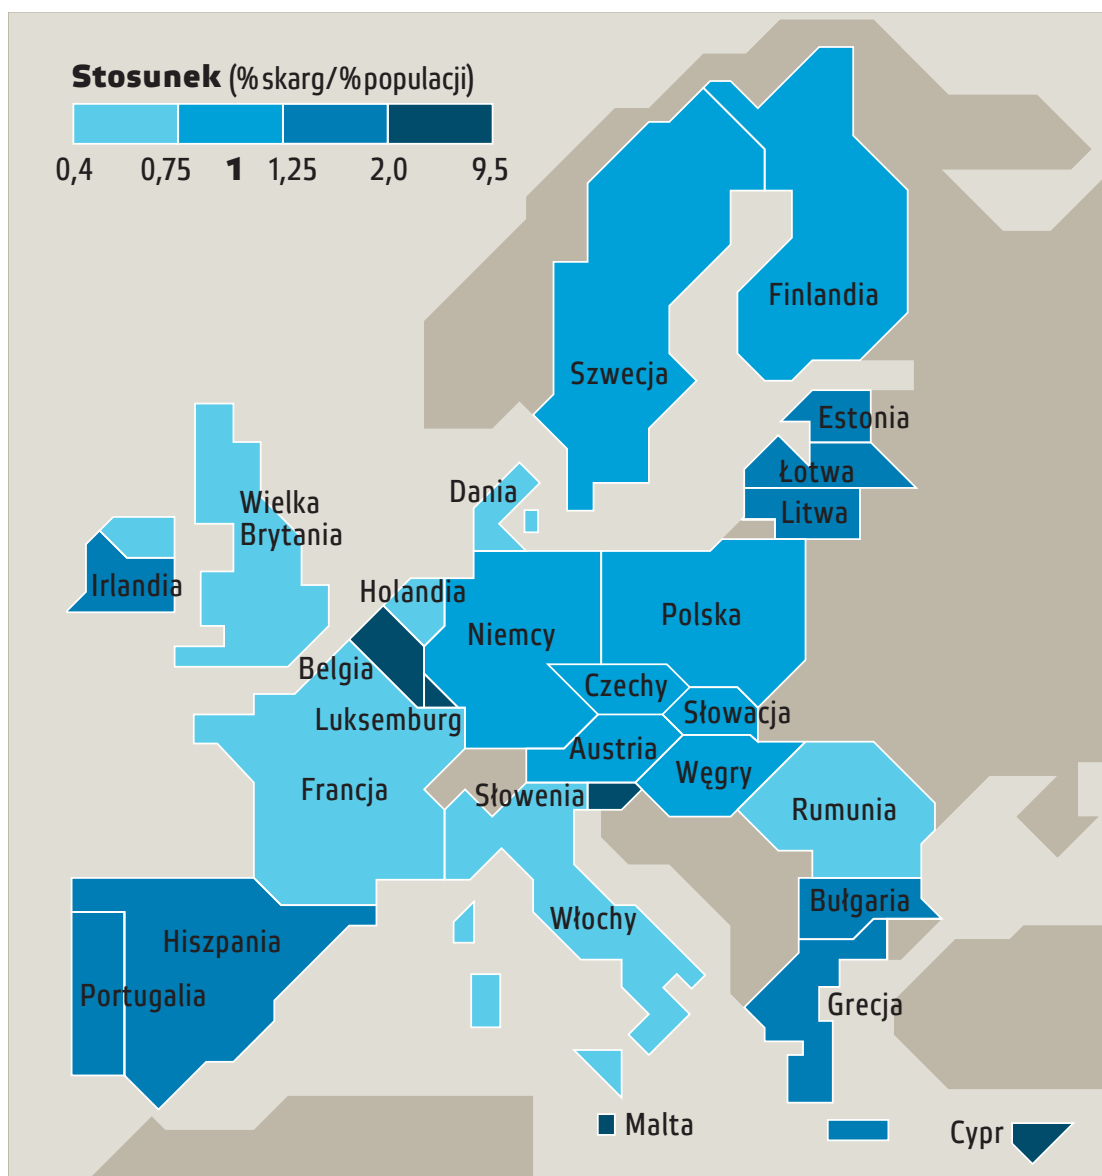 Stosunek (% skarg/% populacji)
0,4 0,75 1 1,25 2,0 9,5
Finlandia
Szwecja
Estonia
Łotwa
Litwa
Dania
Wielka
Brytania
Irlandia
Holandia
Niemcy
Polska
Belgia
Czechy
Luksemburg
Słowacja
Austria
Węgry
Francja
Słowenia
Rumunia
Bułgaria
Włochy
Hiszpania
Portugalia
Grecja
Malta
Cypr